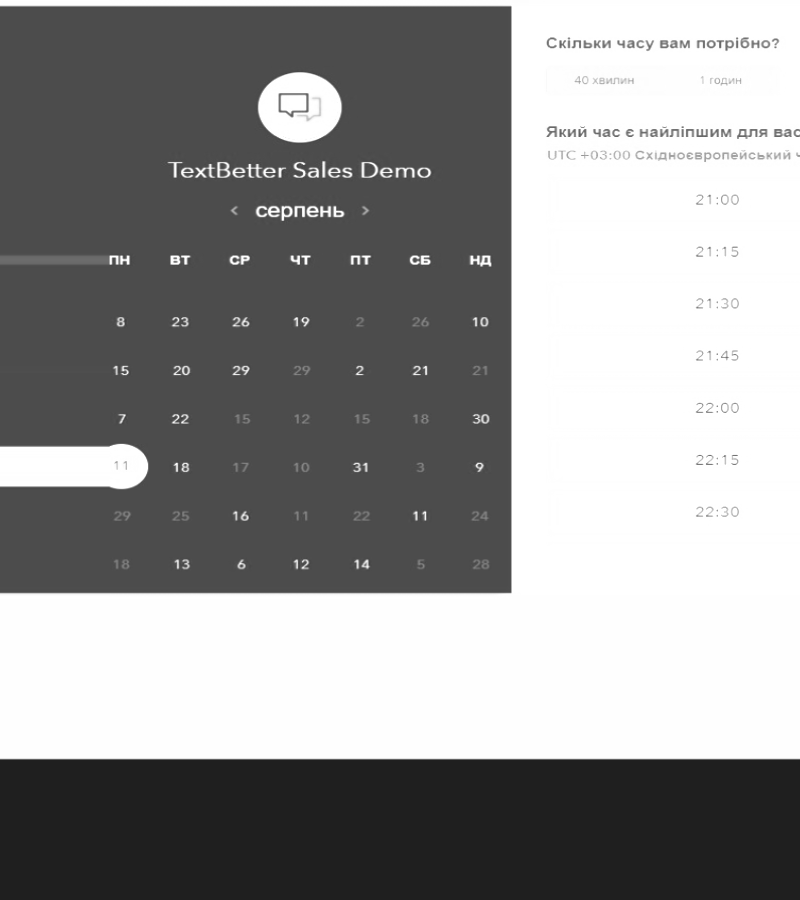 TextBetter Sales Demo
< серпень >
ПН ВТ СР ЧТ ПТ СБ НД
8 23 26 19 2 26 10
15 20 29 29 2 21 21
7 22 15 12 15 18 30
11 18 17 10 31 3 9
29 25 16 11 22 11 24
18 13 6 12 14 5 28
Скільки часу вам потрібно?
40 хвилин 1 годин
Який час є найліпшим для вас
UTC +03:00 Східноєвропейський
21:00
21:15
21:30
21:45
22:00
22:15
22:30